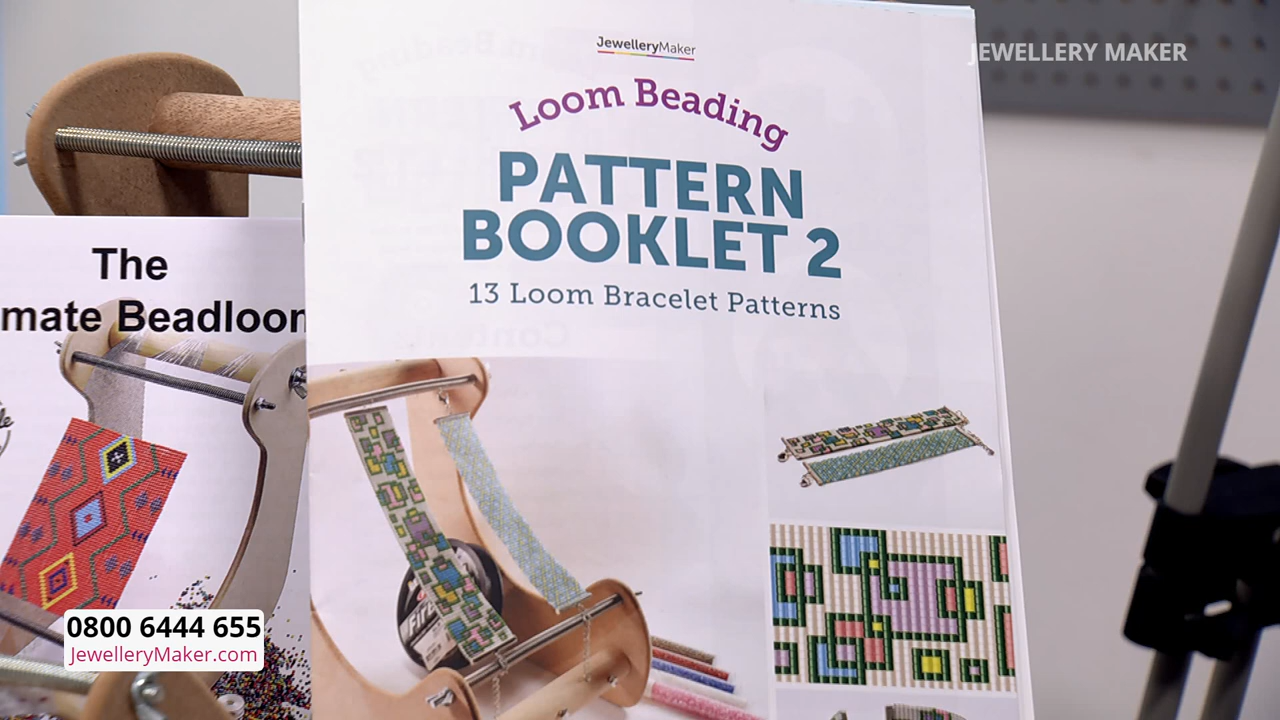 JewelleryMaker
JEWELLERY MAKER
Loom Beading
PATTERN
BOOKLET 2
13 Loom Bracelet Patterns
The
mate Beadloom
0800 6444 655
JewelleryMaker.com